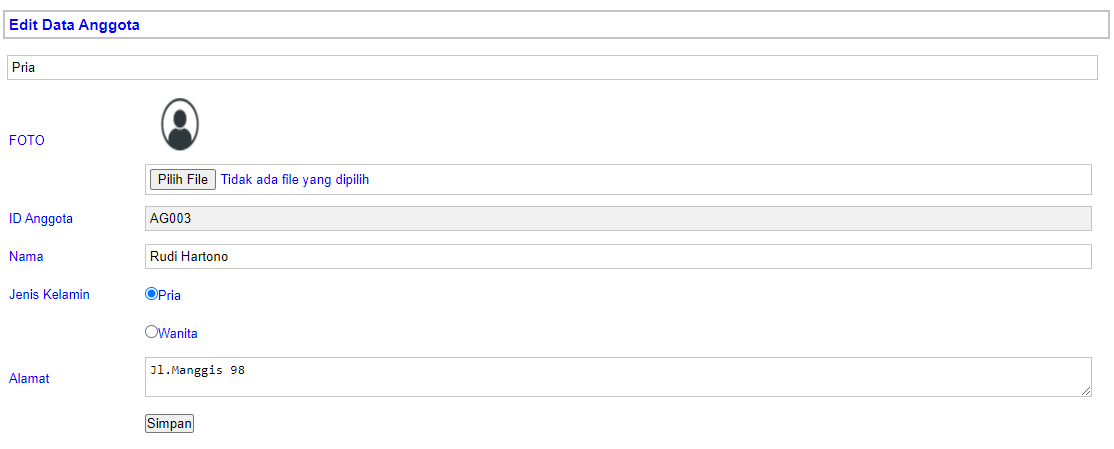 Edit Data Anggota
Pria
FOTO
Pilih File Tidak ada file yang dipilih
ID Anggota AG003
Nama Rudi Hartono
Jenis Kelamin Pria
Wanita
Alamat Jl.Manggis 98
Simpan